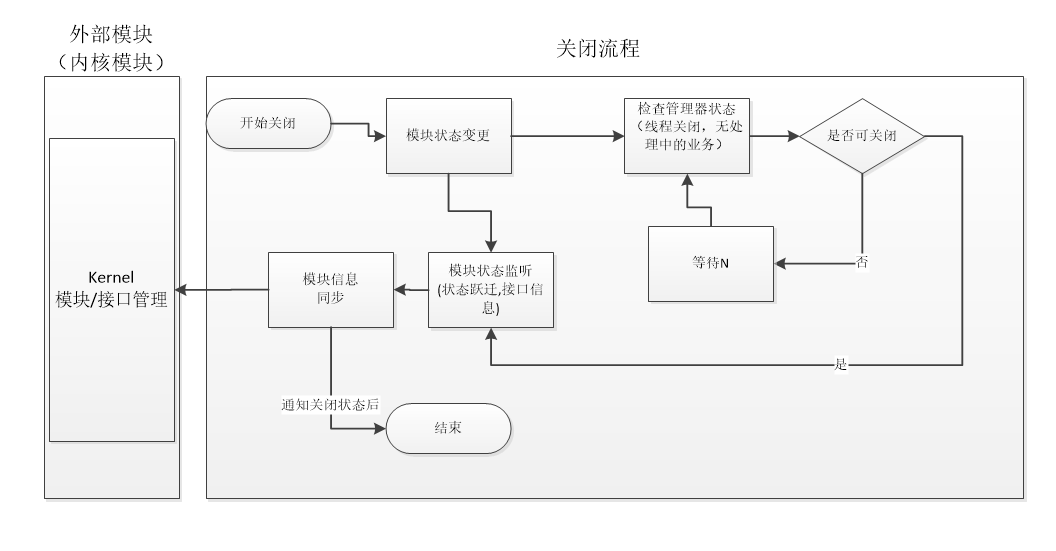 外部模块
（内核模块）
关闭流程
开始关闭
模块状态变更
检查管理器状态
（线程关闭，无处
理中的业务）
是否可关闭
等待N
否
Kernel
模块/接口管理
模块信息
同步
模块状态监听
(状态跃迁,接口信
息)
是
通知关闭状态后
结束